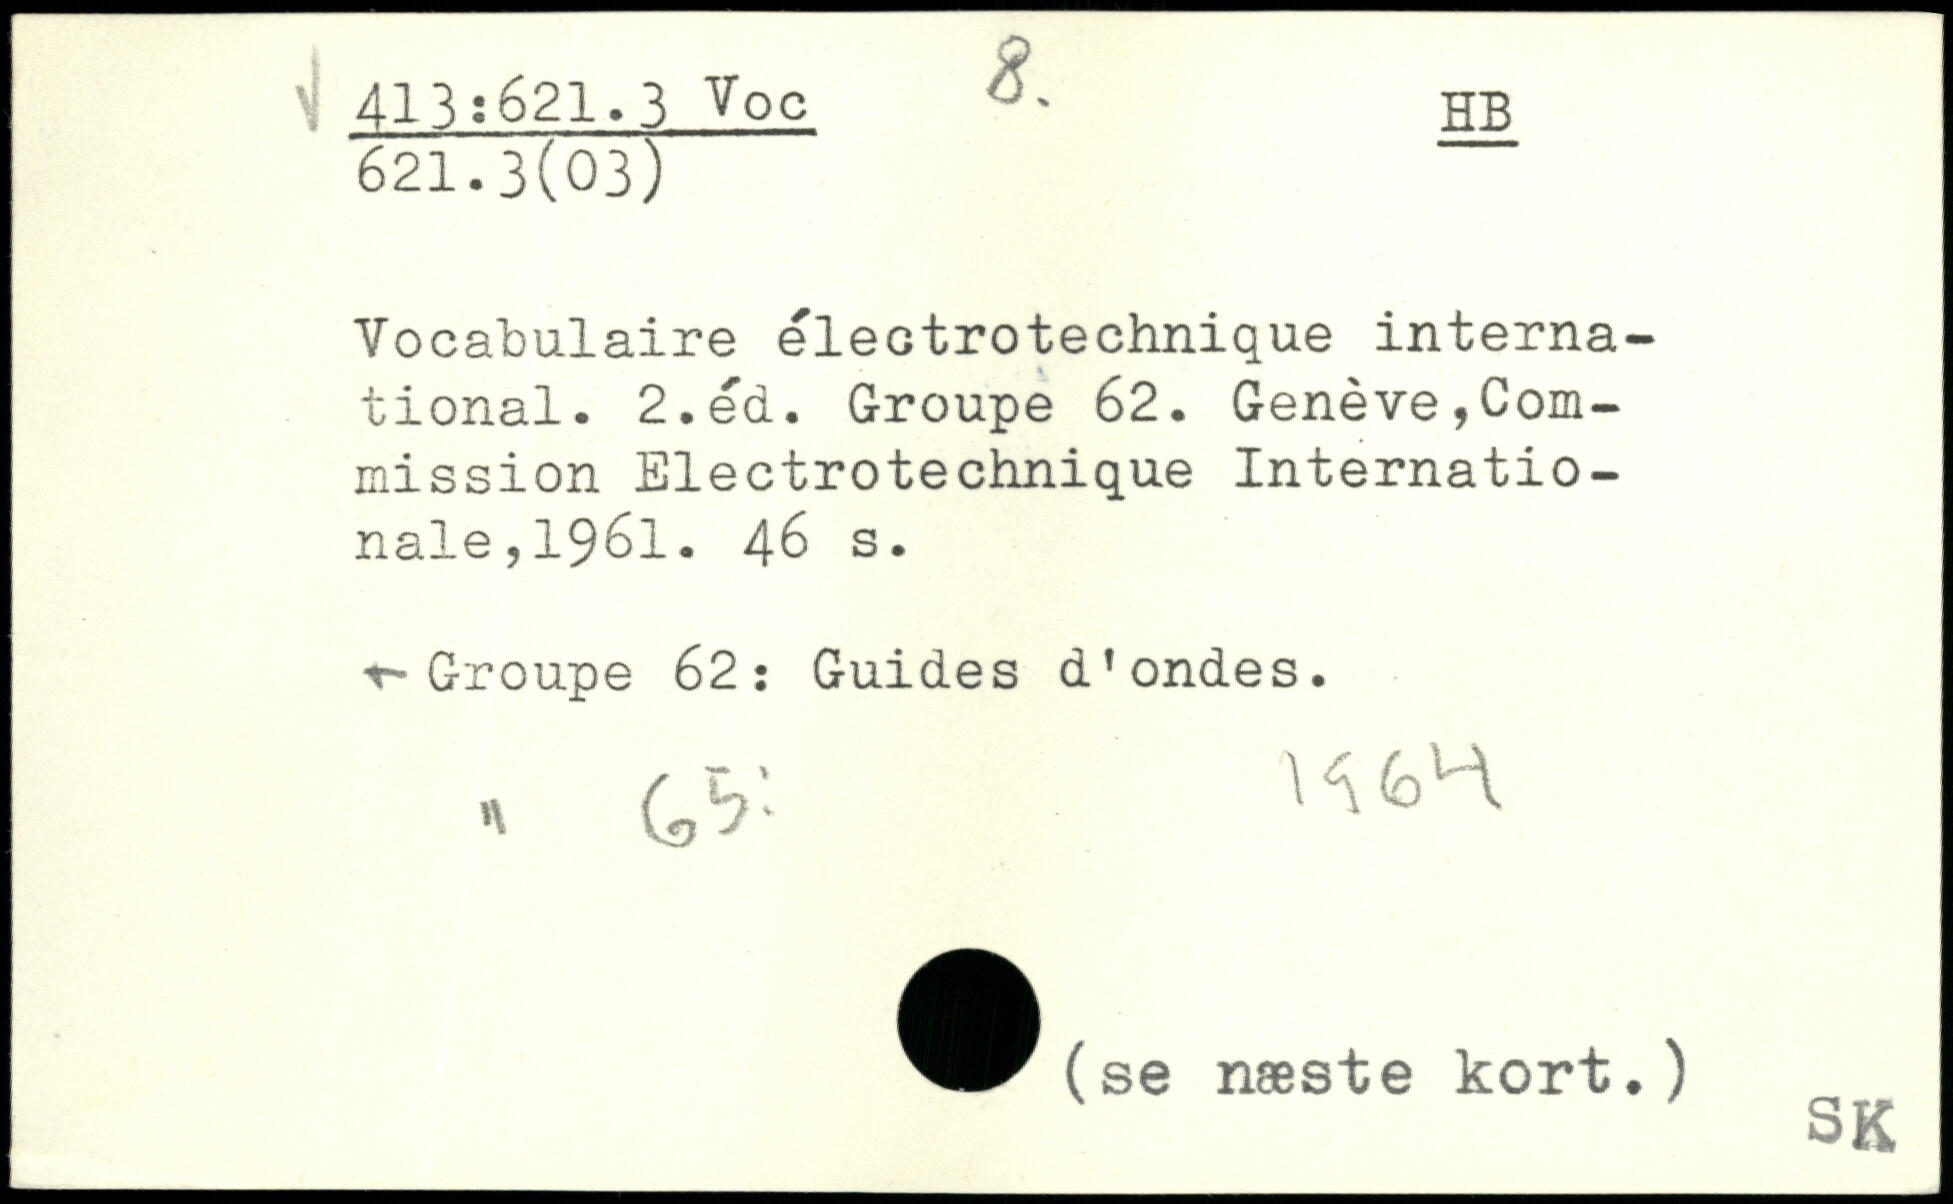 413:621.3 Voc 8. HB
621.3(03)
Vocabulaire électrotechnique interna-
tional. 2.éd. Groupe 62. Genève,Com-
mission Electrotechnique Internatio-
nale,1961. 46 s.
Groupe 62: Guides d'ondes.
" 65: 1964
(se næste kort.)
SK